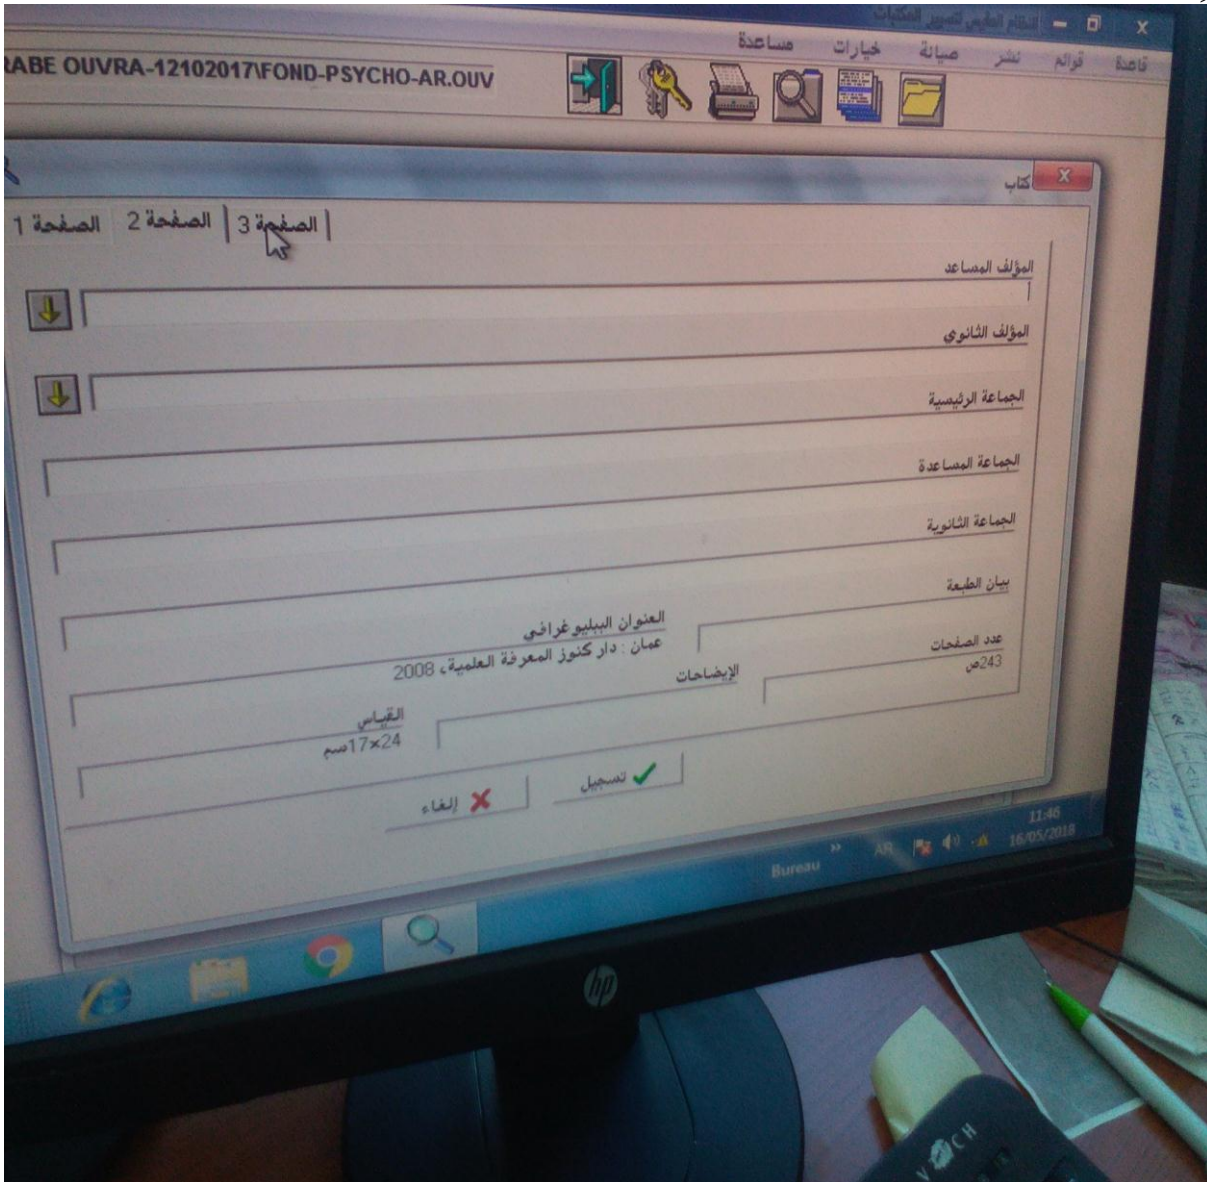 النظام المقيس لتسيير المكتبات
قاعدة قوائم نشر صيانة خيارات مساعدة
RABE OUVRA-12102017\FOND-PSYCHO-AR.OUV
كتاب
الصفحة 1 الصفحة 2 الصفحة 3
المؤلف المساعد
المؤلف الثانوي
الجماعة الرئيسية
الجماعة المساعدة
الجماعة الثانوية
بيان الطبعة
العنوان الببليوغرافي
عمان : دار كنوز المعرفة العلمية، 2008
عدد الصفحات
243ص
الإيضاحات
القياس
24×17سم
تسجيل
إلغاء
Bureau » AR 11:46
16/05/2018
hp